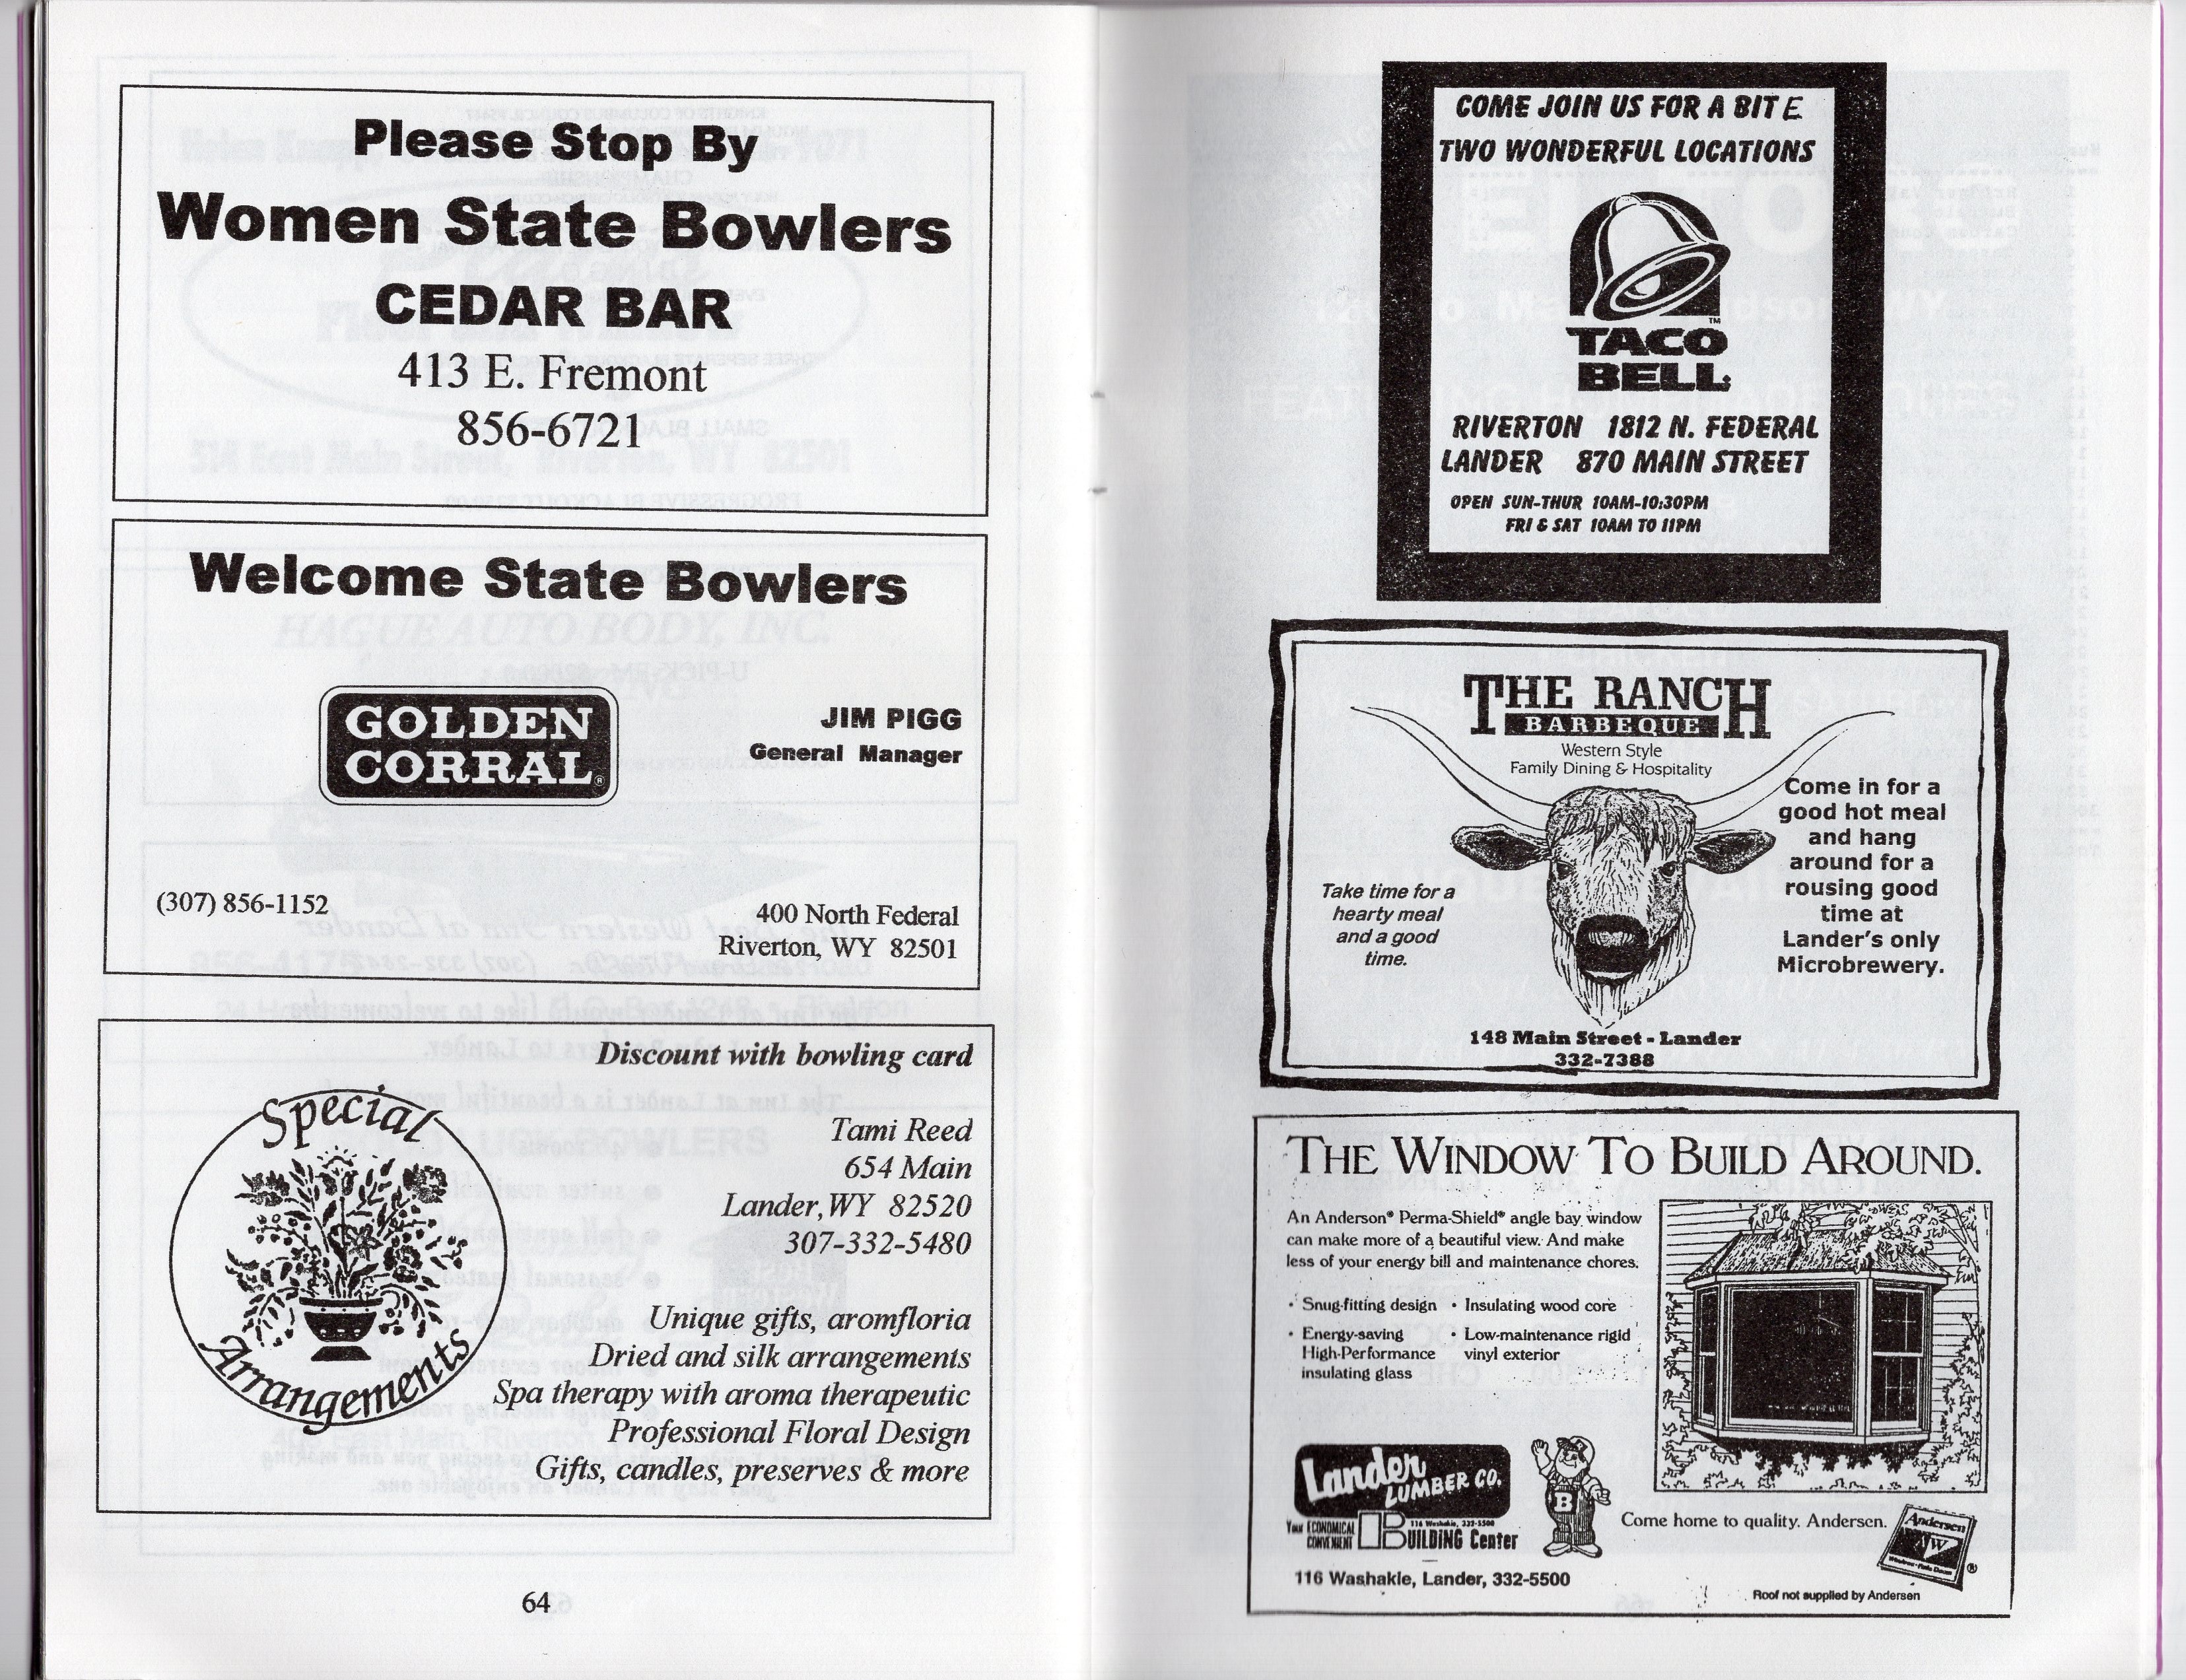 Please Stop By
Women State Bowlers
CEDAR BAR
413 E. Fremont
856-6721
Welcome State Bowlers
GOLDEN
CORRAL®
JIM PIGG
General Manager
(307) 856-1152
400 North Federal
Riverton, WY 82501
Discount with bowling card
Special
Arrangements
Tami Reed
654 Main
Lander, WY 82520
307-332-5480
Unique gifts, aromfloria
Dried and silk arrangements
Spa therapy with aroma therapeutic
Professional Floral Design
Gifts, candles, preserves & more
64
COME JOIN US FOR A BITE
TWO WONDERFUL LOCATIONS
TACO
BELL
RIVERTON 1812 N. FEDERAL
LANDER 870 MAIN STREET
OPEN SUN-THUR 10AM-10:30PM
FRI & SAT 10AM TO 11PM
THE RANCH
BARBEQUE
Western Style
Family Dining & Hospitality
Come in for a
good hot meal
and hang
around for a
rousing good
time at
Lander's only
Microbrewery.
Take time for a
hearty meal
and a good
time.
148 Main Street - Lander
332-7388
THE WINDOW TO BUILD AROUND.
An Anderson® Perma-Shield® angle bay window
can make more of a beautiful view. And make
less of your energy bill and maintenance chores.
• Snug-fitting design • Insulating wood core
• Energy-saving • Low-maintenance rigid
High-Performance vinyl exterior
insulating glass
Lander
LUMBER CO.
Your ECONOMICAL
CONVENIENT
116 Washakie, 332-5500
BUILDING Center
B
Come home to quality. Andersen.
Andersen
W
116 Washakie, Lander, 332-5500
Roof not supplied by Andersen